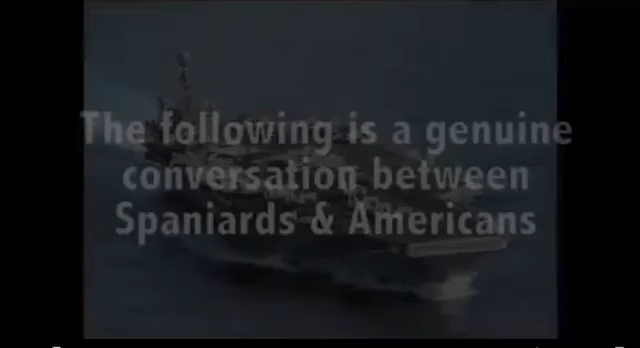 The following is a genuine
conversation between
Spaniards & Americans